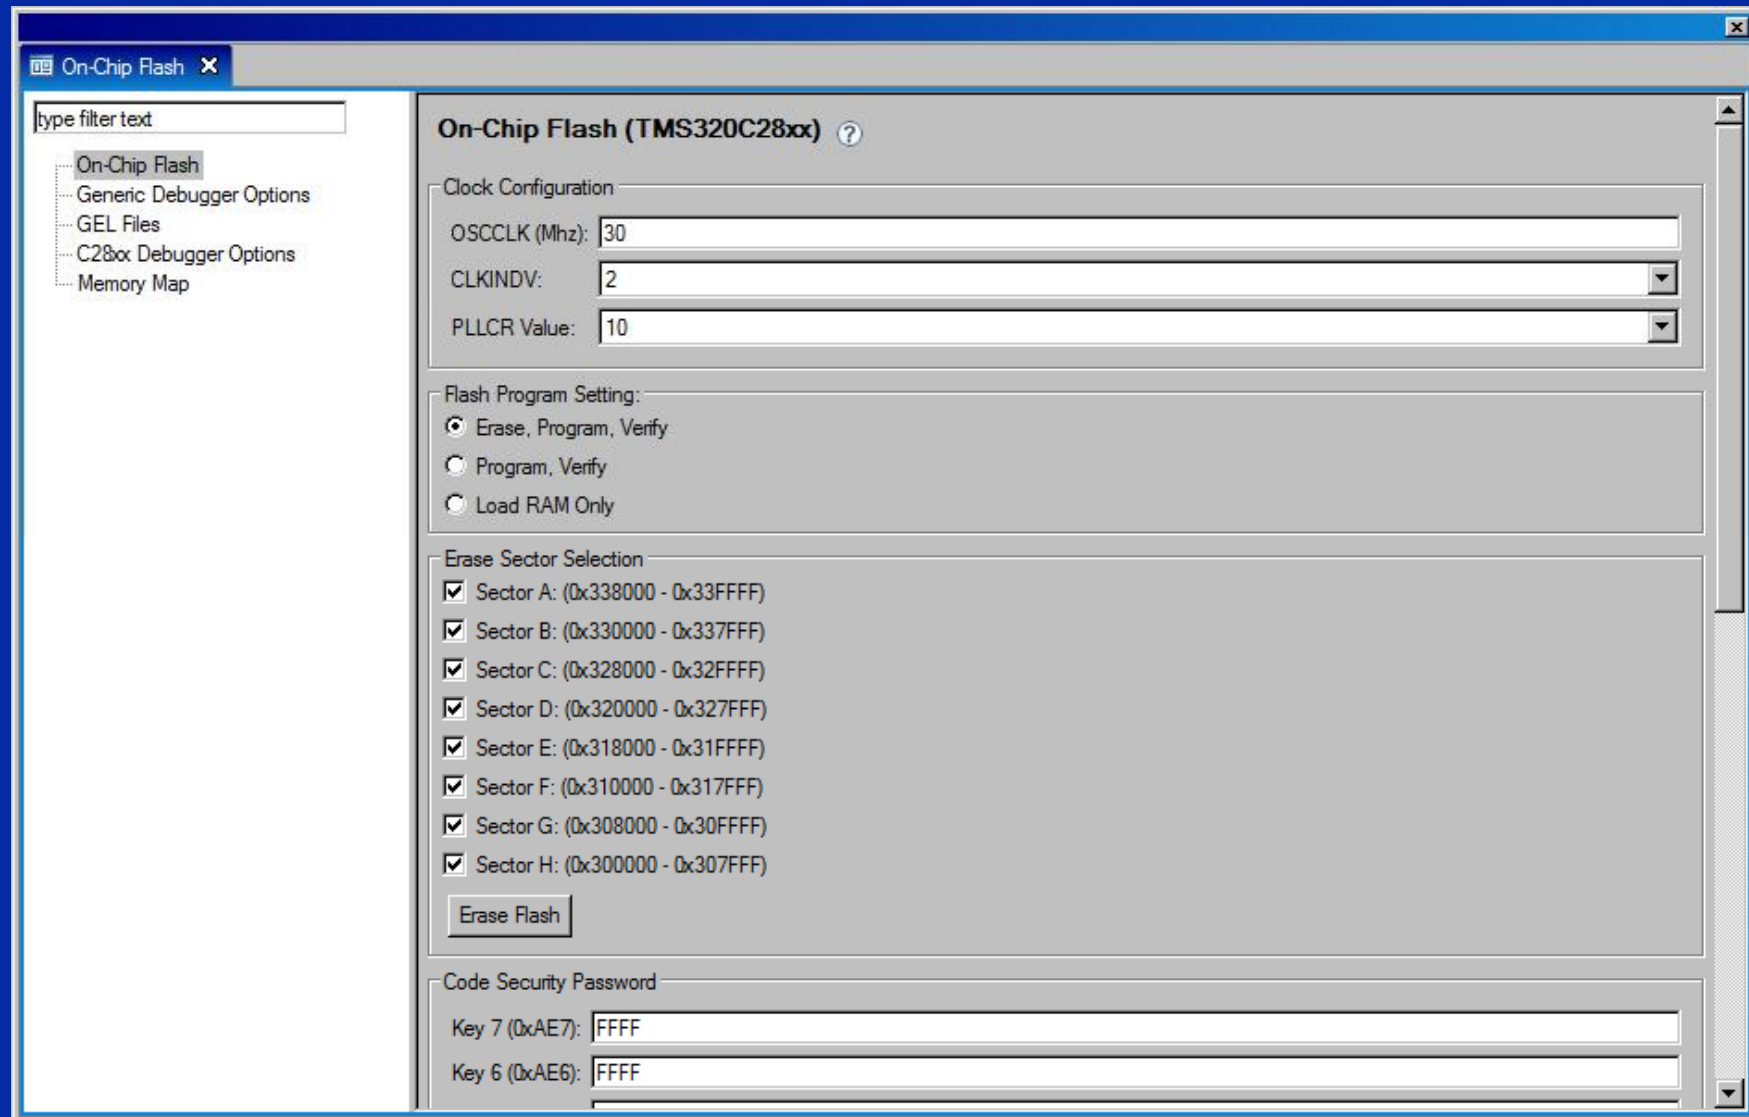 On-Chip Flash
type filter text
On-Chip Flash
Generic Debugger Options
GEL Files
C28xx Debugger Options
Memory Map
On-Chip Flash (TMS320C28xx)
Clock Configuration
OSCCLK (Mhz): 30
CLKINDV: 2
PLLCR Value: 10
Flash Program Setting:
Erase, Program, Verify
Program, Verify
Load RAM Only
Erase Sector Selection
Sector A: (0x338000 - 0x33FFFF)
Sector B: (0x330000 - 0x337FFF)
Sector C: (0x328000 - 0x32FFFF)
Sector D: (0x320000 - 0x327FFF)
Sector E: (0x318000 - 0x31FFFF)
Sector F: (0x310000 - 0x317FFF)
Sector G: (0x308000 - 0x30FFFF)
Sector H: (0x300000 - 0x307FFF)
Erase Flash
Code Security Password
Key 7 (0xAE7): FFFF
Key 6 (0xAE6): FFFF